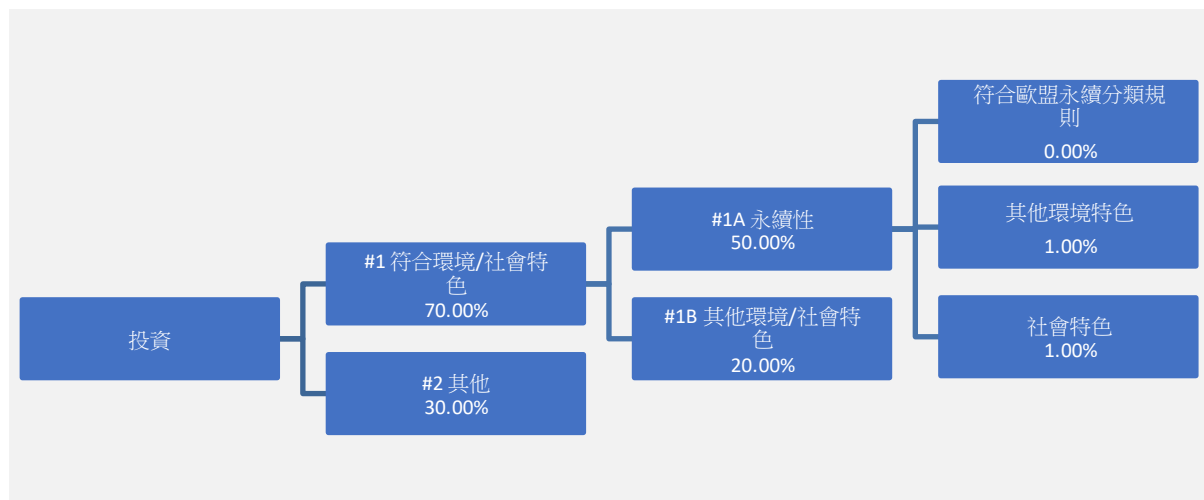 投資
#1 符合環境/社會特
色
70.00%
#2 其他
30.00%
#1A 永續性
50.00%
#1B 其他環境/社會特
色
20.00%
符合歐盟永續分類規
則
0.00%
其他環境特色
1.00%
社會特色
1.00%